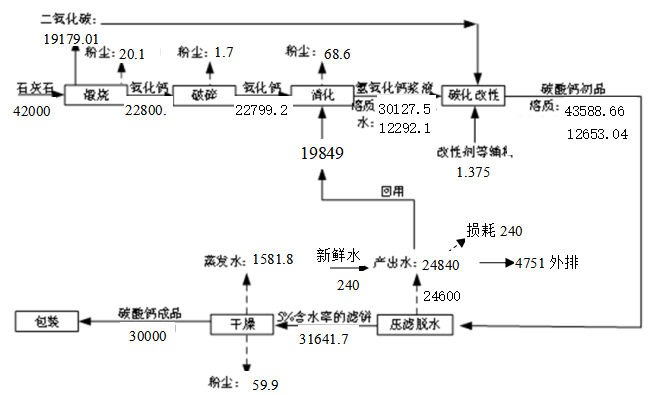 二氧化碳:
19179.01
粉尘: 20.1
粉尘: 1.7
粉尘: 68.6
石灰石
42000
煅烧
氧化钙
22800.
破碎
氧化钙
22799.2
消化
氢氧化钙浆液
溶质 30127.5
水: 12292.1
碳化改性
碳酸钙初品
溶质: 43588.66
12653.04
19849
改性剂等辅料
1.375
回用
损耗 240
蒸发水: 1581.8
新鲜水
240
产出水: 24840
4751 外排
24600
包装
碳酸钙成品
30000
干燥
5%含水率的滤饼
31641.7
压滤脱水
粉尘: 59.9